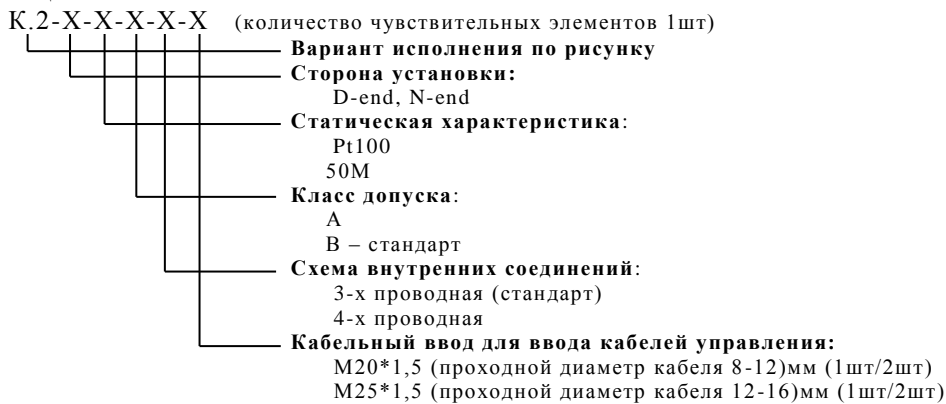 К.2-Х-Х-Х-Х-Х (количество чувствительных элементов 1шт)
Вариант исполнения по рисунку
Сторона установки:
D-end, N-end
Статическая характеристика:
Pt100
50М
Класс допуска:
А
В – стандарт
Схема внутренних соединений:
3-х проводная (стандарт)
4-х проводная
Кабельный ввод для ввода кабелей управления:
М20*1,5 (проходной диаметр кабеля 8-12)мм (1шт/2шт)
М25*1,5 (проходной диаметр кабеля 12-16)мм (1шт/2шт)